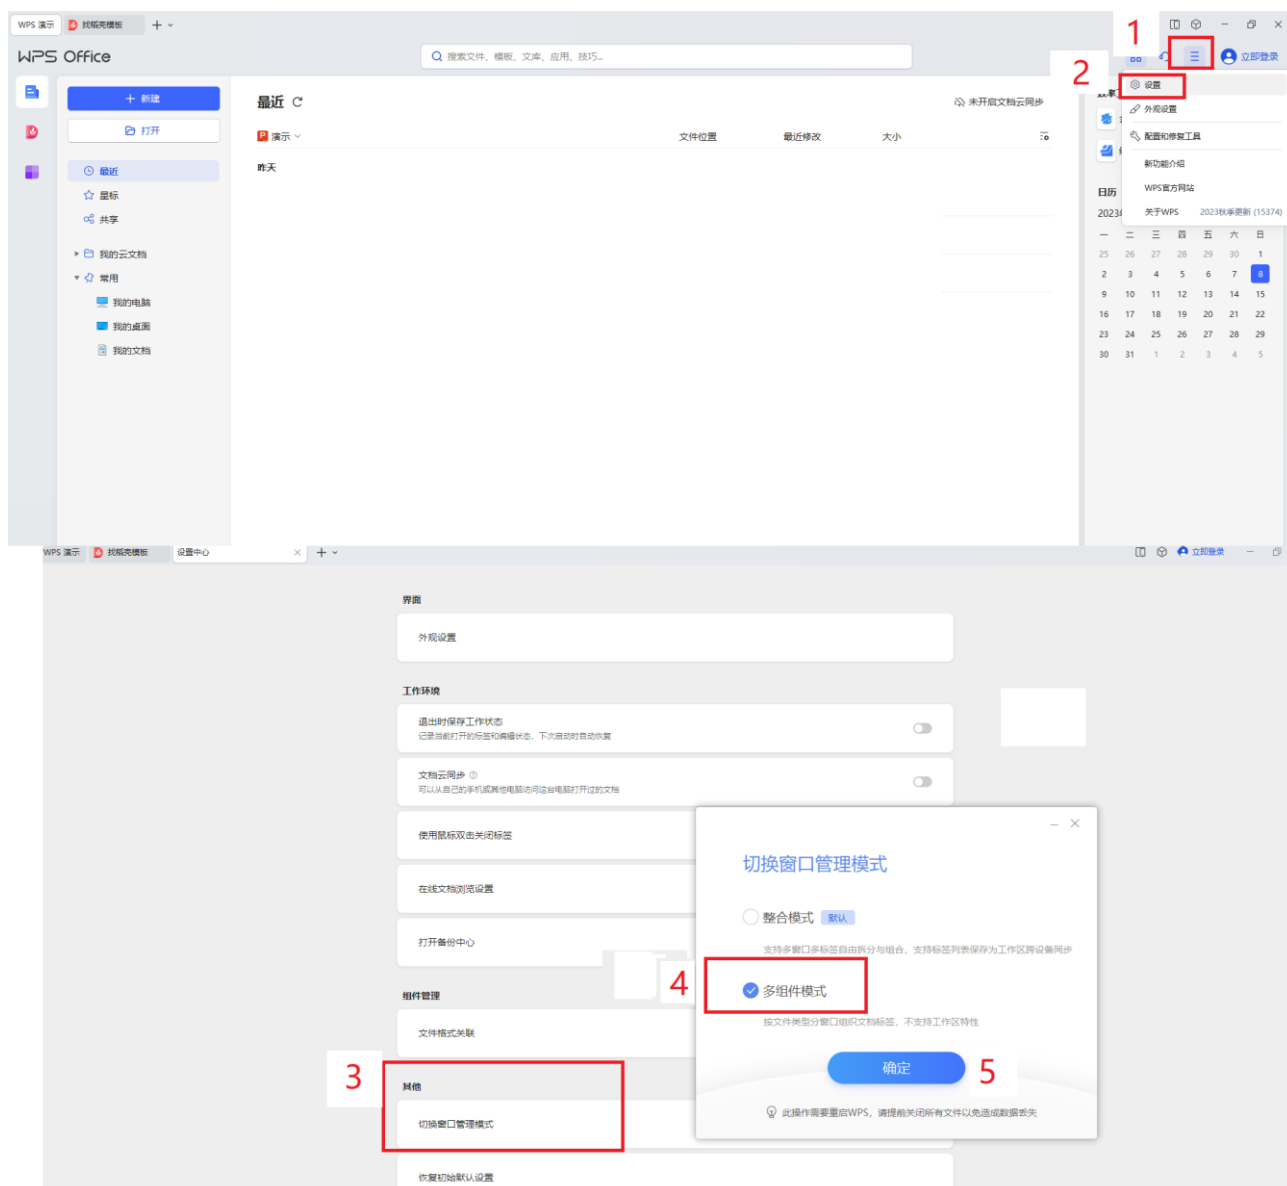 WPS 演示 找稻壳模板
1
WPS Office
搜索文件、模板、文库、应用、技巧...
立即登录
2
设置
外观设置
配置和修复工具
新功能介绍
WPS官方网站
关于WPS 2023秋季更新 (15374)
新建
打开
最近
星标
共享
我的云文档
常用
我的电脑
我的桌面
我的文档
最近
未开启文档云同步
演示 文件位置 最近修改 大小
昨天
日历
2023
一 二 三 四 五 六 日
25 26 27 28 29 30 1
2 3 4 5 6 7 8
9 10 11 12 13 14 15
16 17 18 19 20 21 22
23 24 25 26 27 28 29
30 31 1 2 3 4 5
WPS 演示 找稻壳模板 设置中心 立即登录
界面
外观设置
工作环境
退出时保存工作状态
记录当前打开的标签和编辑状态，下次启动时自动恢复
文档云同步
可以从自己的手机或其他电脑访问这台电脑打开过的文档
使用鼠标双击关闭标签
在线文档浏览设置
打开备份中心
组件管理
文件格式关联
3
其他
切换窗口管理模式
恢复初始默认设置
切换窗口管理模式
整合模式 默认
支持多窗口多标签自由拆分与组合，支持标签列表保存为工作区跨设备同步
4
多组件模式
按文件类型分窗口组织文档标签，不支持工作区特性
确定
5
此操作需要重启WPS，请提前关闭所有文件以免造成数据丢失